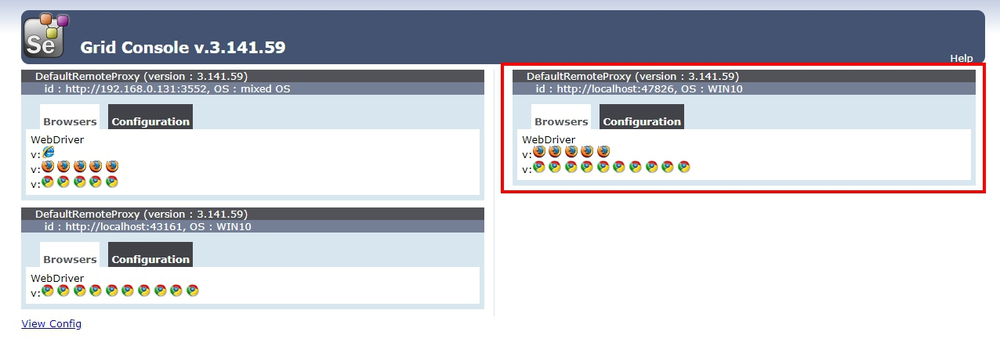 Se
Grid Console v.3.141.59
Help
DefaultRemoteProxy (version : 3.141.59)
id : http://192.168.0.131:3552, OS : mixed OS
Browsers
Configuration
WebDriver
v:
v:
v:
DefaultRemoteProxy (version : 3.141.59)
id : http://localhost:43161, OS : WIN10
Browsers
Configuration
WebDriver
v:
View Config
DefaultRemoteProxy (version : 3.141.59)
id : http://localhost:47826, OS : WIN10
Browsers
Configuration
WebDriver
v:
v: